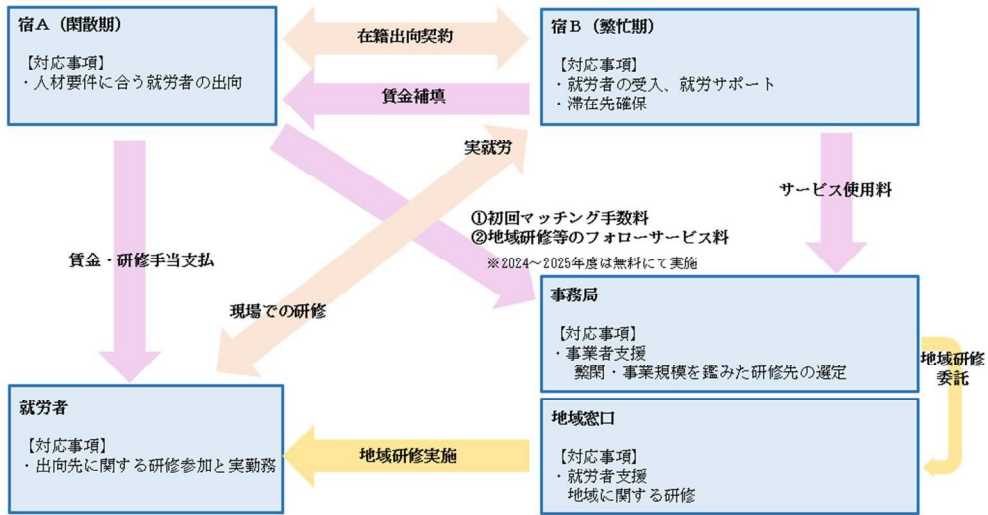 宿A（閑散期）
【対応事項】
・人材要件に合う就労者の出向
在籍出向契約
賃金補填
宿B（繁忙期）
【対応事項】
・就労者の受入、就労サポート
・滞在先確保
実就労
サービス使用料
①初回マッチング手数料
②地域研修等のフォローサービス料
※2024～2025年度は無料にて実施
賃金・研修手当支払
現場での研修
事務局
【対応事項】
・事業者支援
繁閑・事業規模を鑑みた研修先の選定
地域研修
委託
就労者
【対応事項】
・出向先に関する研修参加と実勤務
地域研修実施
地域窓口
【対応事項】
・就労者支援
地域に関する研修